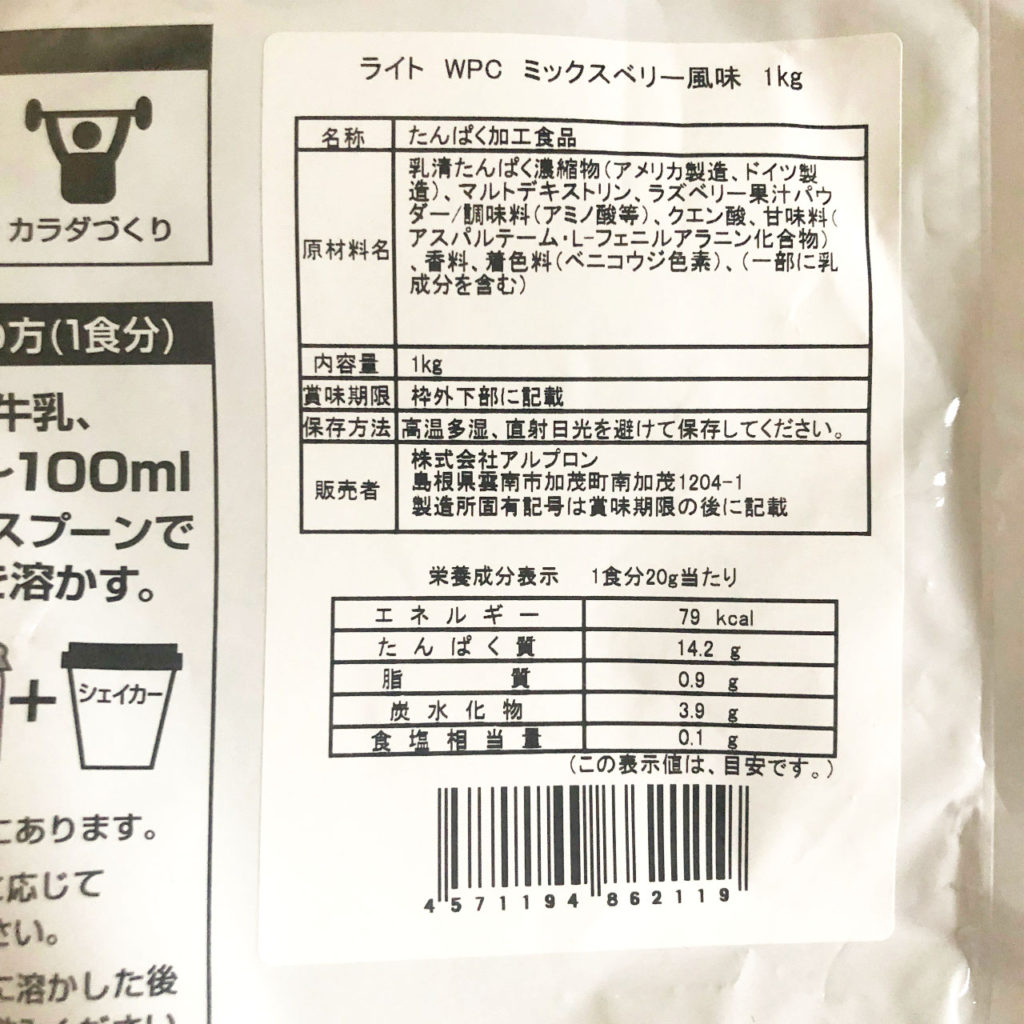 カラダづくり
の方(1食分)
牛乳、
~100ml
スプーンで
溶かす。
+
シェイカー
にあります。
に応じて
さい。
に溶かした後
ライト WPC ミックスベリー風味 1kg
名称 たんぱく加工食品
原材料名
乳清たんぱく濃縮物(アメリカ製造、ドイツ製
造)、マルトデキストリン、ラズベリー果汁パウ
ダー/調味料(アミノ酸等)、クエン酸、甘味料(
アスパルテーム・L-フェニルアラニン化合物)
、香料、着色料(ベニコウジ色素)、(一部に乳
成分を含む)
内容量 1kg
賞味期限 枠外下部に記載
保存方法 高温多湿、直射日光を避けて保存してください。
販売者
株式会社アルプロン
島根県雲南市加茂町南加茂1204-1
製造所固有記号は賞味期限の後に記載
栄養成分表示 1食分20g当たり
エネルギー 79 kcal
たんぱく質 14.2 g
脂質 0.9 g
炭水化物 3.9 g
食塩相当量 0.1 g
(この表示値は、目安です。)
4 571194 862119